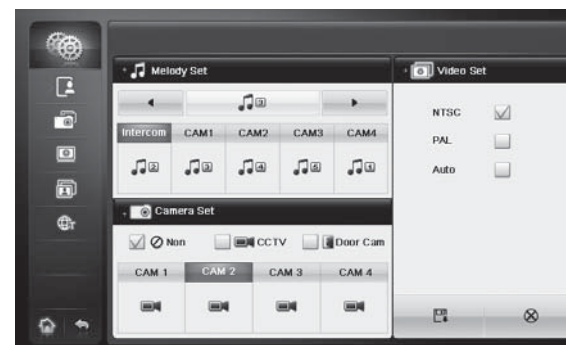 Melody Set
Intercom CAM1 CAM2 CAM3 CAM4
Camera Set
Non CCTV Door Cam
CAM 1 CAM 2 CAM 3 CAM 4
Video Set
NTSC
PAL
Auto